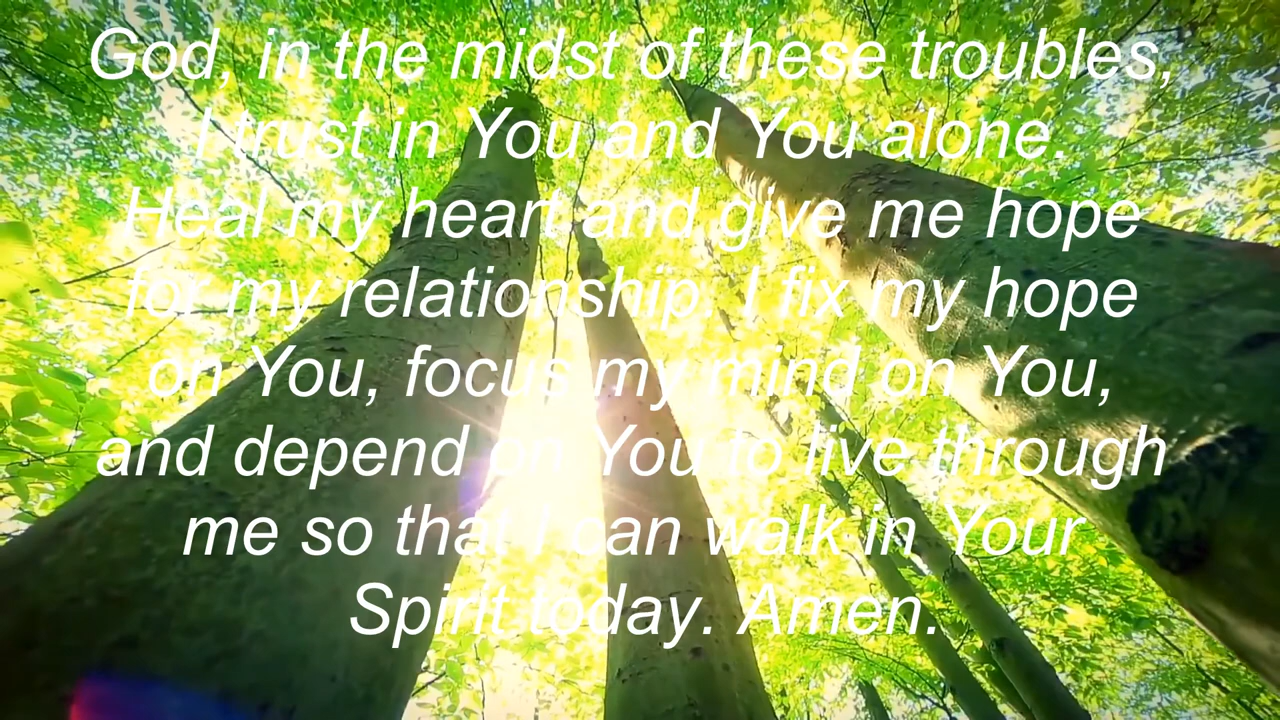 God, in the midst of these troubles,
I trust in You and You alone.
Heal my heart and give me hope
for my relationship. I fix my hope
on You, focus my mind on You,
and depend on You to live through
me so that I can walk in Your
Spirit today. Amen.